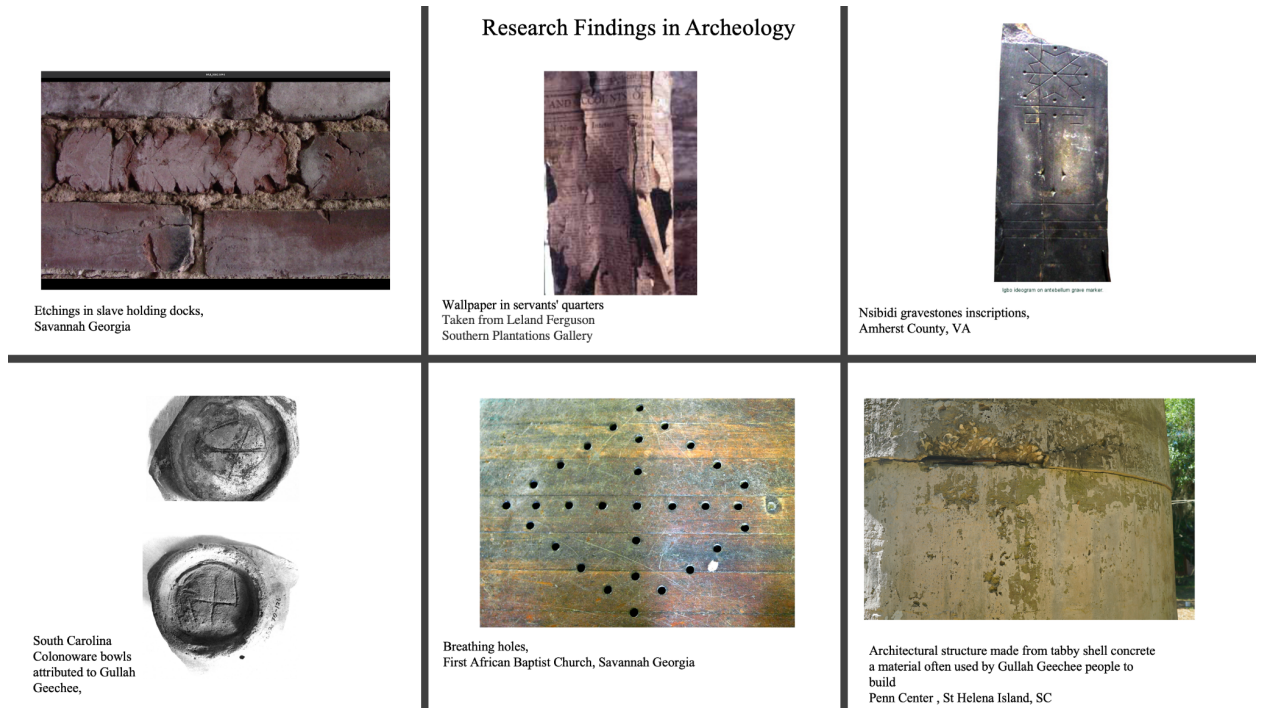 Research Findings in Archeology
AND ACCOUNTS OF
Etchings in slave holding docks,
Savannah Georgia
Wallpaper in servants' quarters
Taken from Leland Ferguson
Southern Plantations Gallery
Igbo ideogram on antebellum grave marker.
Nsibidi gravestones inscriptions,
Amherst County, VA
South Carolina
Colonoware bowls
attributed to Gullah
Geechee,
Breathing holes,
First African Baptist Church, Savannah Georgia
Architectural structure made from tabby shell concrete
a material often used by Gullah Geechee people to
build
Penn Center , St Helena Island, SC